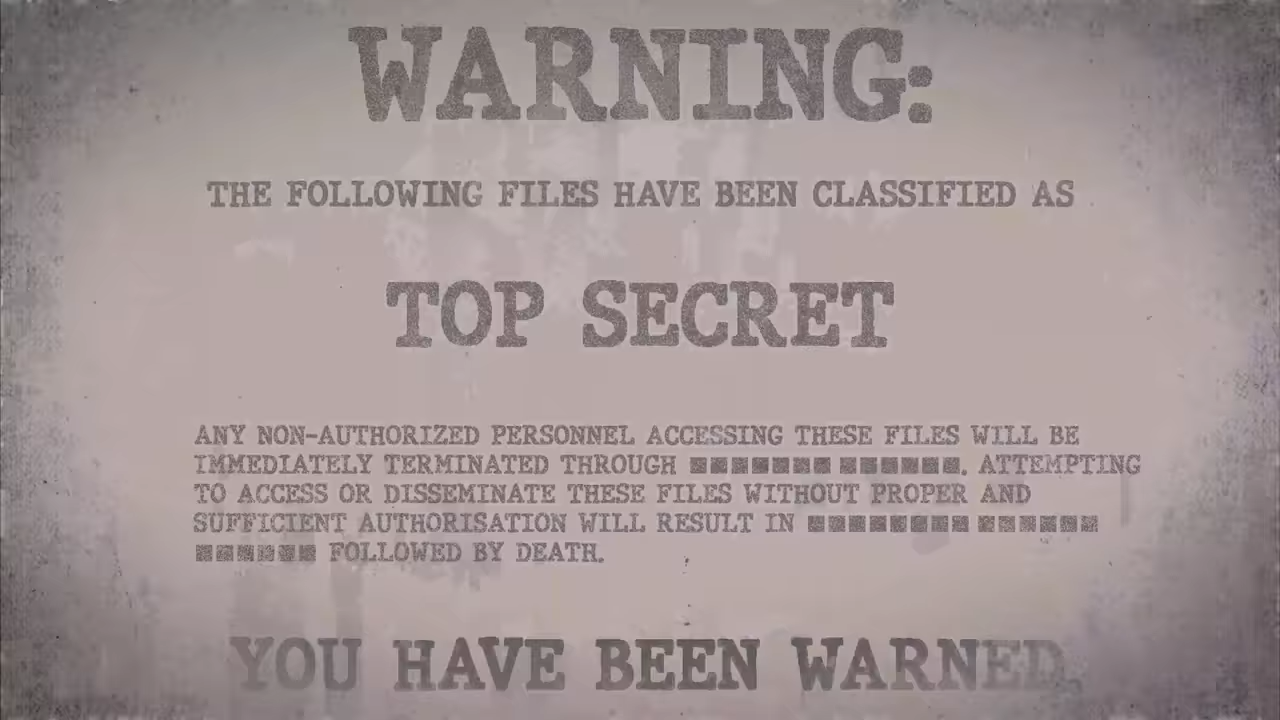 WARNING:
THE FOLLOWING FILES HAVE BEEN CLASSIFIED AS
TOP SECRET
ANY NON-AUTHORIZED PERSONNEL ACCESSING THESE FILES WILL BE
IMMEDIATELY TERMINATED THROUGH ■■■■■■■ ■■■■■■. ATTEMPTING
TO ACCESS OR DISSEMINATE THESE FILES WITHOUT PROPER AND
SUFFICIENT AUTHORISATION WILL RESULT IN ■■■■■■■■ ■■■■■■
■■■■■■ FOLLOWED BY DEATH.
YOU HAVE BEEN WARNED